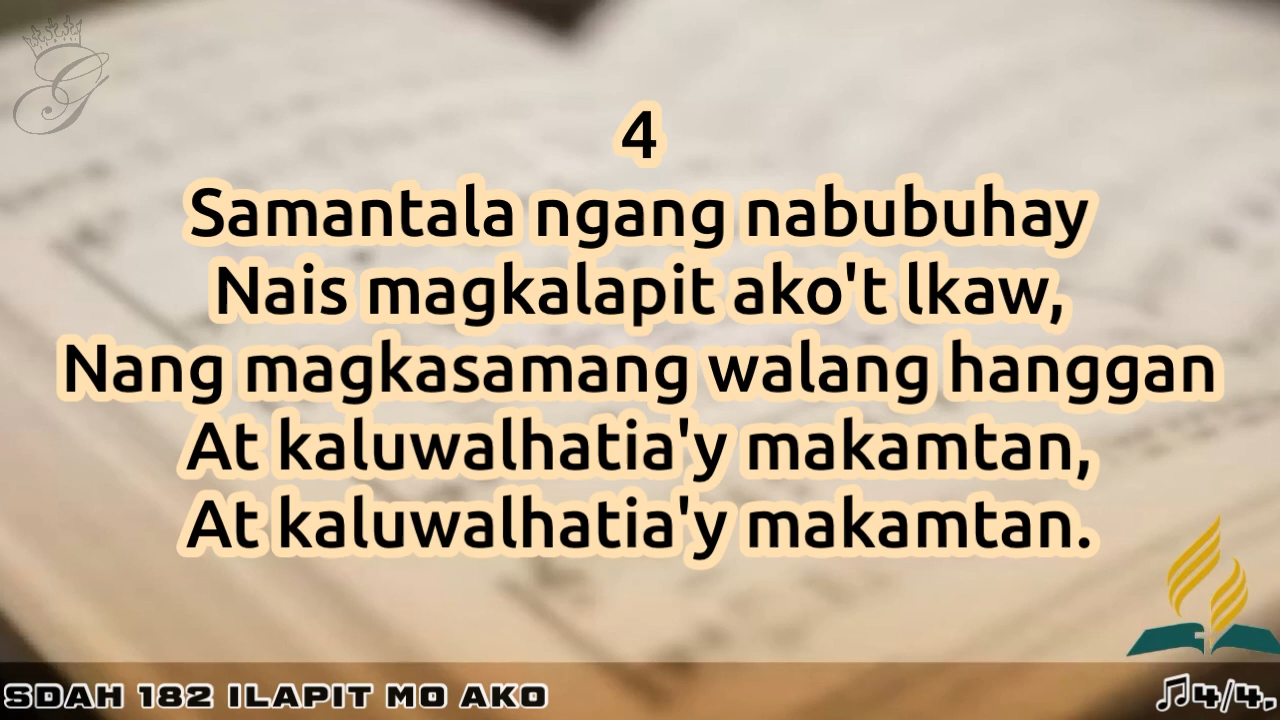 G
4
Samantala ngang nabubuhay
Nais magkalapit ako't lkaw,
Nang magkasamang walang hanggan
At kaluwalhatia'y makamtan,
At kaluwalhatia'y makamtan.
SDAH 182 ILAPIT MO AKO
♫4/4.